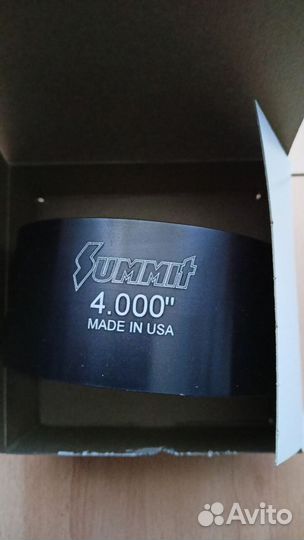 Summit
4.000"
MADE IN USA
Avito